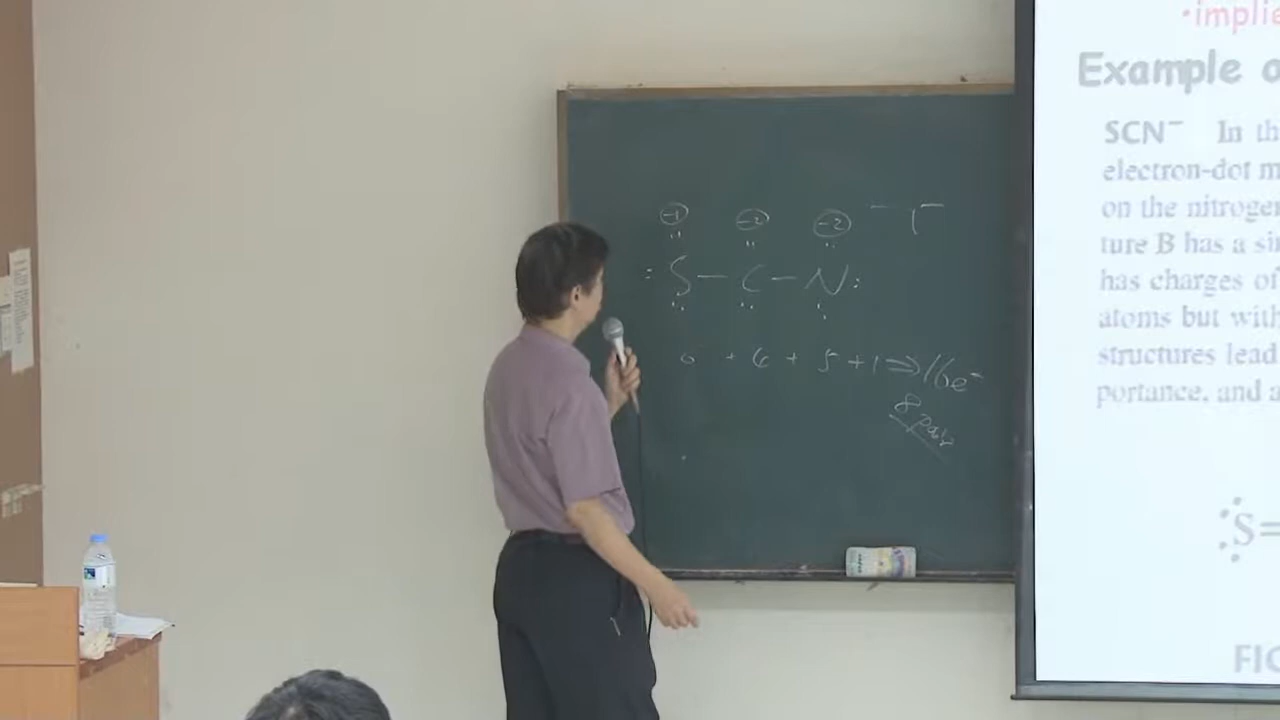 -1 -2 -2
:S̤̈ — C̤̈ — N̤̈:
6 + 6 + 5 + 1 ⇒ 16e⁻
8 pair
•implie
Example o
SCN⁻ In th
electron-dot m
on the nitrogen
ture B has a si
has charges of
atoms but with
structures lead
portance, and a
S=
FIG